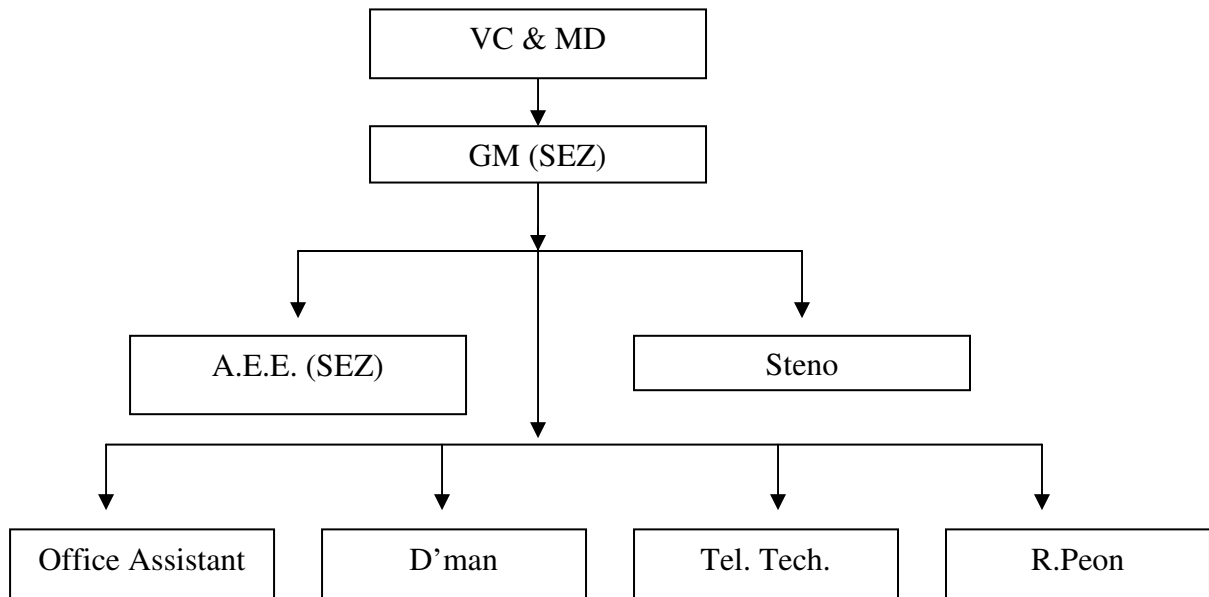 VC & MD
GM (SEZ)
A.E.E. (SEZ)
Steno
Office Assistant
D’man
Tel. Tech.
R.Peon